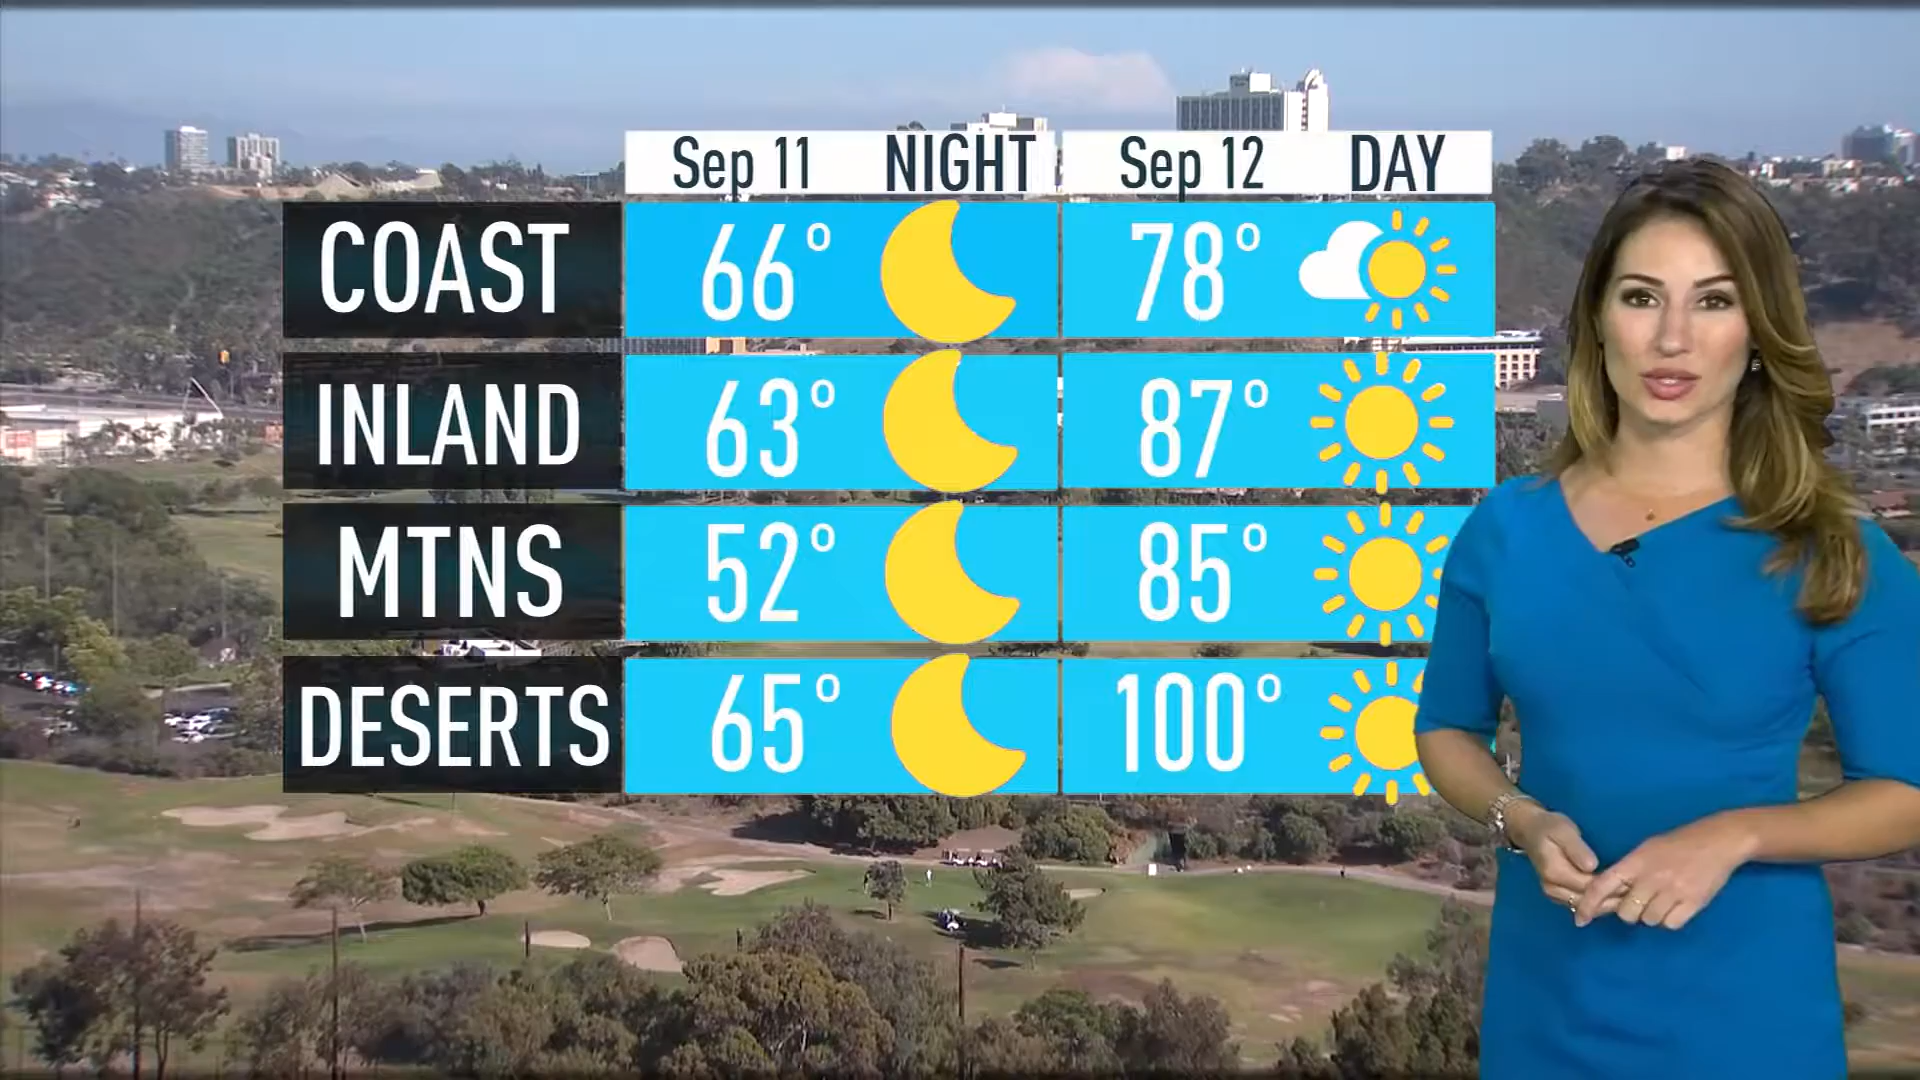 Sep 11 NIGHT Sep 12 DAY
COAST 66° 78°
INLAND 63° 87°
MTNS 52° 85°
DESERTS 65° 100°